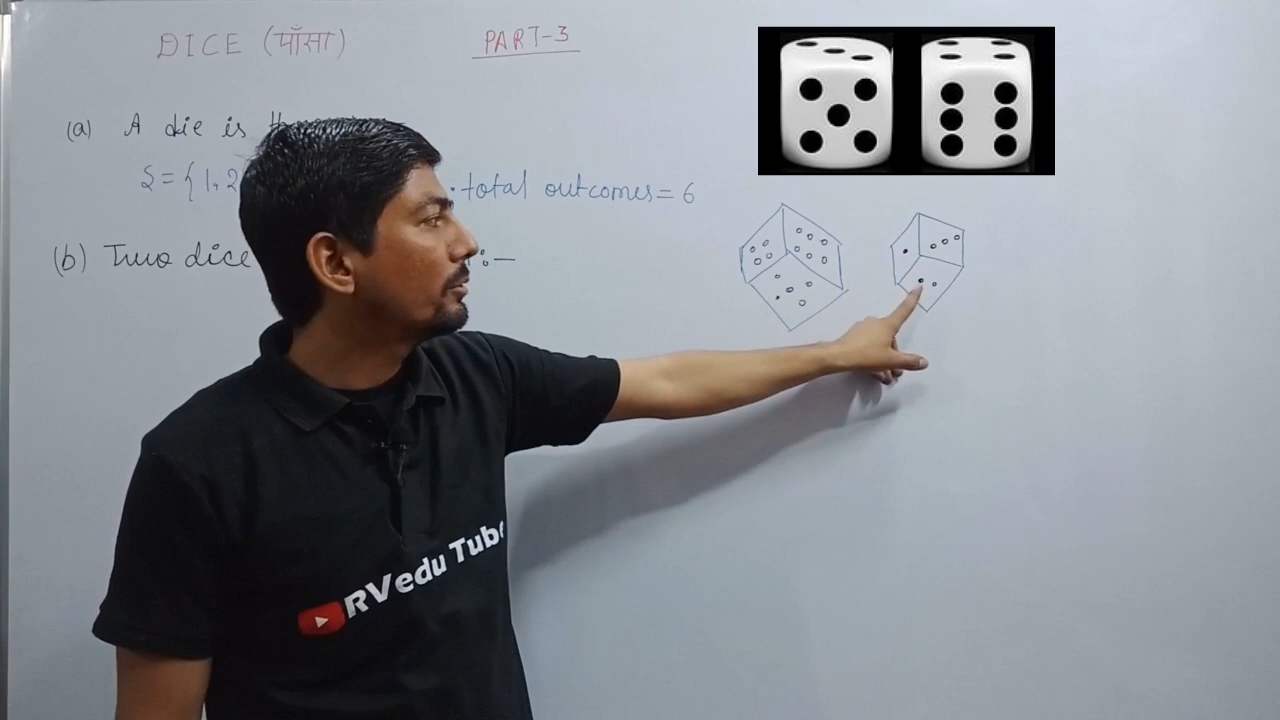 DICE (पाँसा)
PART-3
(a) A die is
S = {1, 2 total outcomes = 6
(b) Two dice :-
RVedu Tube